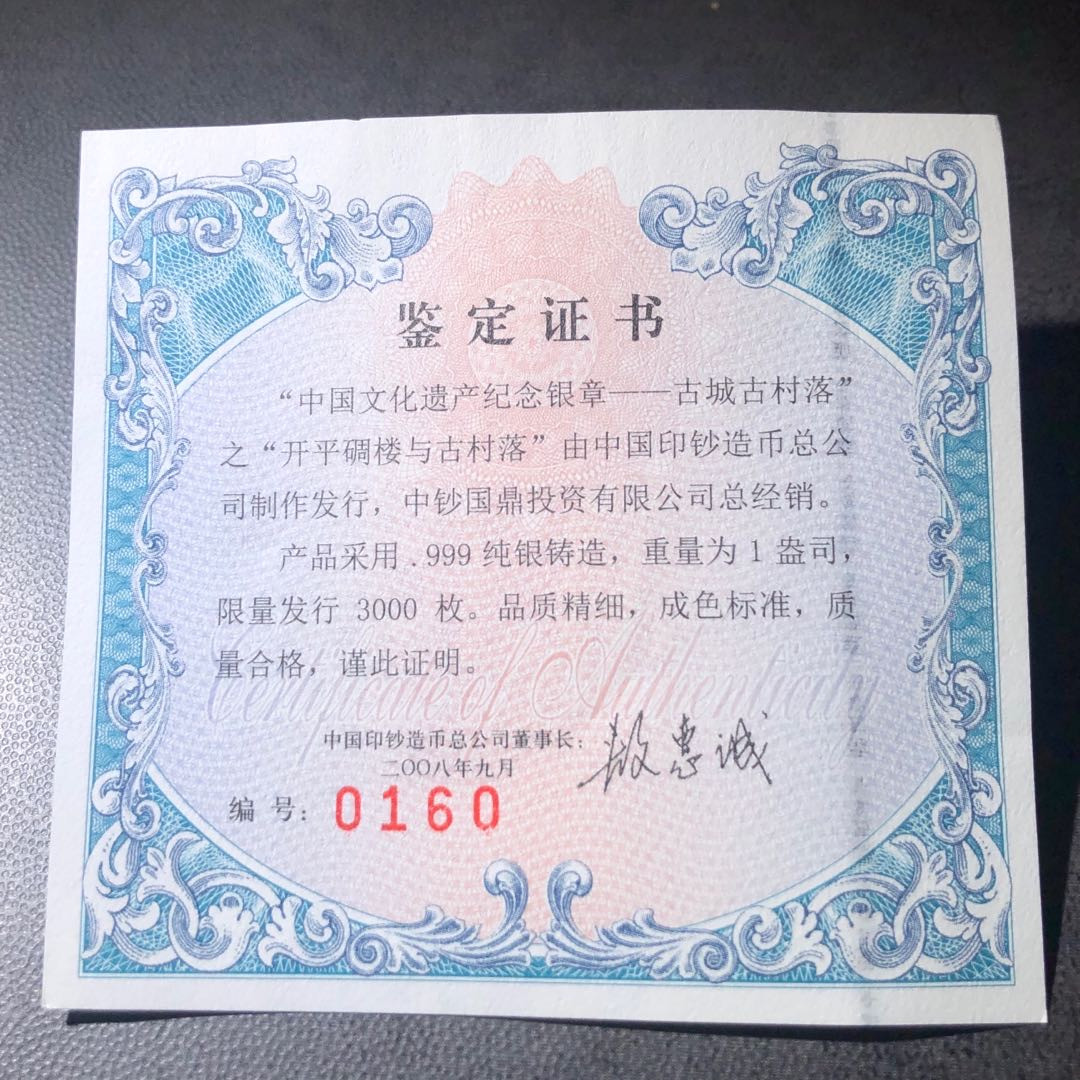 鉴定证书
“中国文化遗产纪念银章——古城古村落”
之“开平碉楼与古村落”由中国印钞造币总公
司制作发行，中钞国鼎投资有限公司总经销。
产品采用.999纯银铸造，重量为1盎司，
限量发行3000枚。品质精细，成色标准，质
量合格，谨此证明。
Certificate of Authenticity
中国印钞造币总公司董事长：敖惠诚
二〇〇八年九月
编号：0160